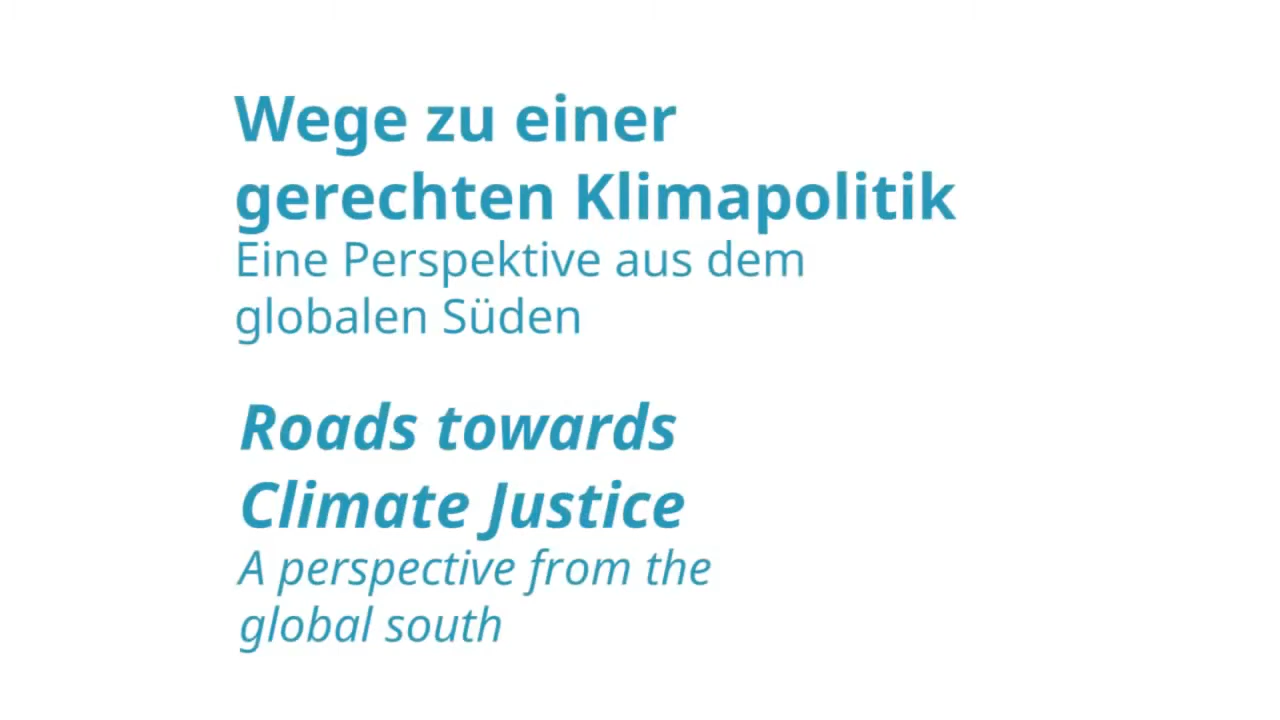 Wege zu einer
gerechten Klimapolitik
Eine Perspektive aus dem
globalen Süden
Roads towards
Climate Justice
A perspective from the
global south